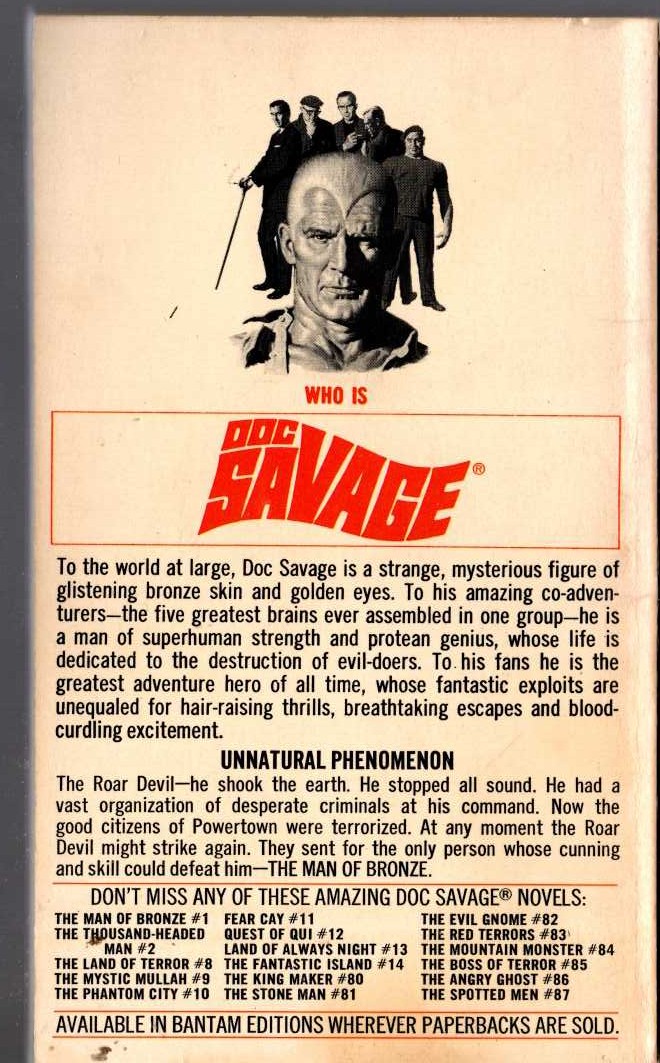 WHO IS
DOC
SAVAGE®
To the world at large, Doc Savage is a strange, mysterious figure of
glistening bronze skin and golden eyes. To his amazing co-adven-
turers—the five greatest brains ever assembled in one group—he is
a man of superhuman strength and protean genius, whose life is
dedicated to the destruction of evil-doers. To his fans he is the
greatest adventure hero of all time, whose fantastic exploits are
unequaled for hair-raising thrills, breathtaking escapes and blood-
curdling excitement.
UNNATURAL PHENOMENON
The Roar Devil—he shook the earth. He stopped all sound. He had a
vast organization of desperate criminals at his command. Now the
good citizens of Powertown were terrorized. At any moment the Roar
Devil might strike again. They sent for the only person whose cunning
and skill could defeat him—THE MAN OF BRONZE.
DON'T MISS ANY OF THESE AMAZING DOC SAVAGE® NOVELS:
THE MAN OF BRONZE #1
THE THOUSAND-HEADED
MAN #2
THE LAND OF TERROR #8
THE MYSTIC MULLAH #9
THE PHANTOM CITY #10
FEAR CAY #11
QUEST OF QUI #12
LAND OF ALWAYS NIGHT #13
THE FANTASTIC ISLAND #14
THE KING MAKER #80
THE STONE MAN #81
THE EVIL GNOME #82
THE RED TERRORS #83
THE MOUNTAIN MONSTER #84
THE BOSS OF TERROR #85
THE ANGRY GHOST #86
THE SPOTTED MEN #87
AVAILABLE IN BANTAM EDITIONS WHEREVER PAPERBACKS ARE SOLD.